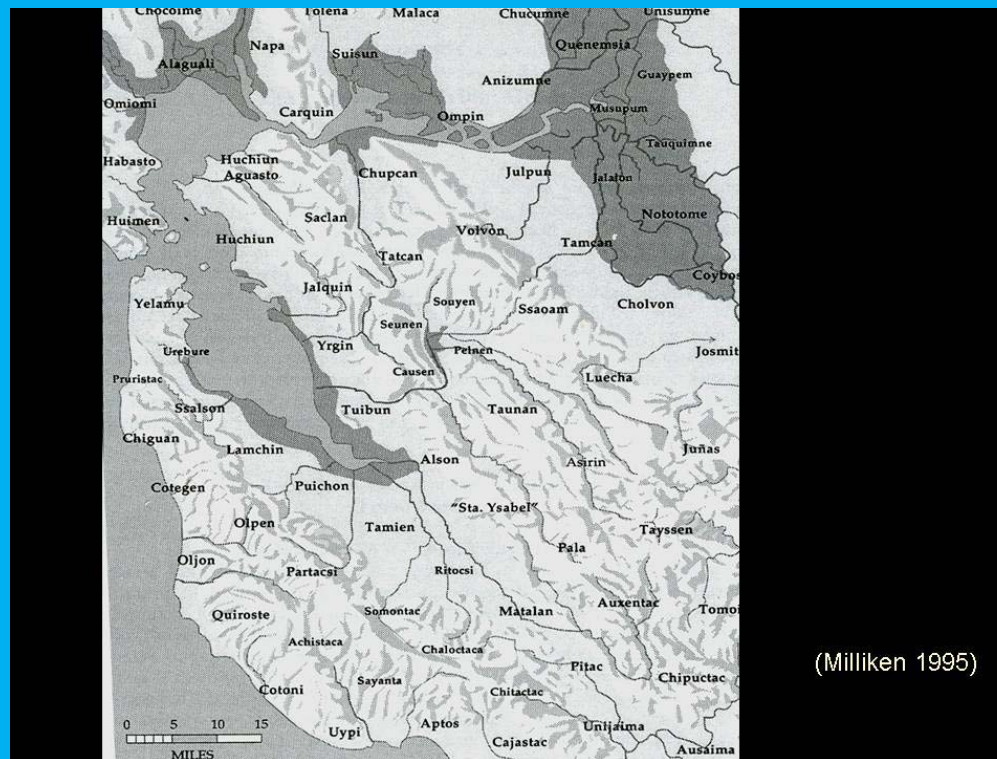 Chocoime
Tolena
Malaca
Chucumne
Unisumne
Napa
Suisun
Quenemsia
Alaguali
Guaypem
Anizumne
Omiomi
Carquin
Ompin
Musupum
Tauquimne
Habasto
Huchiun
Aguasto
Chupcan
Julpun
Jalalon
Saclan
Nototome
Huimen
Huchiun
Volvon
Tamcan
Tatcan
Coybos
Jalquin
Yelamu
Souyen
Ssaoam
Cholvon
Seunen
Urebure
Yrgin
Pelnen
Josmit
Pruristac
Causen
Luecha
Ssalson
Tuibun
Taunan
Chiguan
Lamchin
Alson
Asirin
Juñas
Cotegen
Puichon
"Sta. Ysabel"
Olpen
Tamien
Tayssen
Oljon
Pala
Partacsi
Ritocsi
Quiroste
Somontac
Matalan
Auxentac
Tomoi
Achistaca
Chaloctaca
Pitac
(Milliken 1995)
Cotoni
Sayanta
Chitactac
Chipuctac
0 5 10 15
MILES
Uypi
Aptos
Cajastac
Unijaima
Ausaima